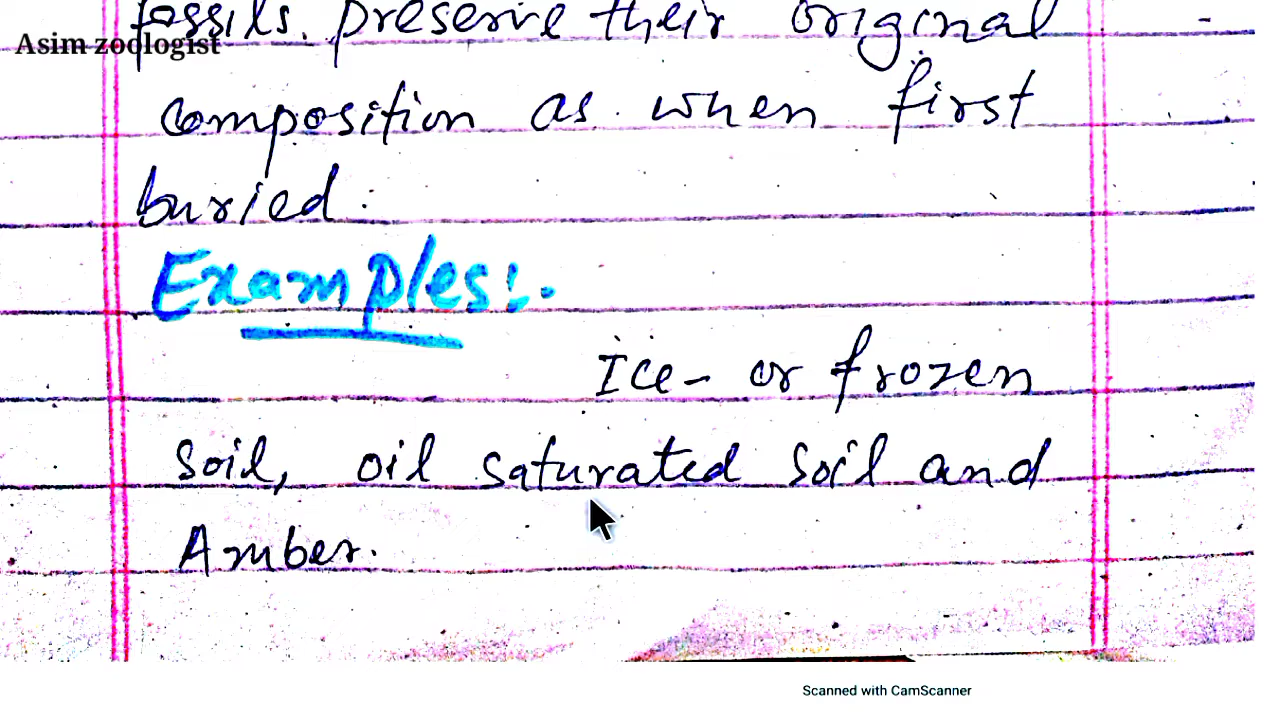 fossils. preserve their original
Asim zoologist
composition as when first
buried.
Examples:.
Ice- or frozen
soil, oil saturated soil and
Amber.
Scanned with CamScanner